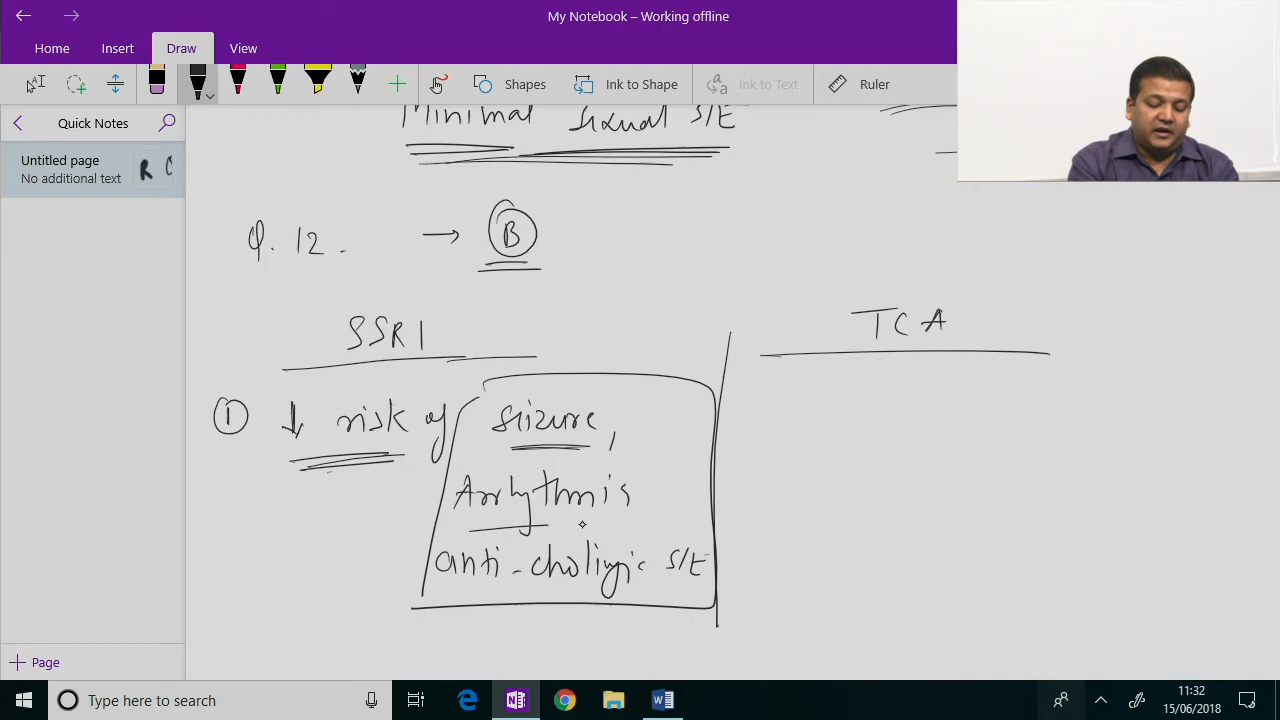 My Notebook – Working offline
Home Insert Draw View
Shapes Ink to Shape Ink to Text Ruler
Quick Notes
Untitled page
No additional text
R C
Minimal Sexual S/E
Q. 12. → B
SSRI TCA
1 ↓ risk of seizure,
Arrhythmis
anti-cholingic S/E
+ Page
Type here to search
11:32
15/06/2018